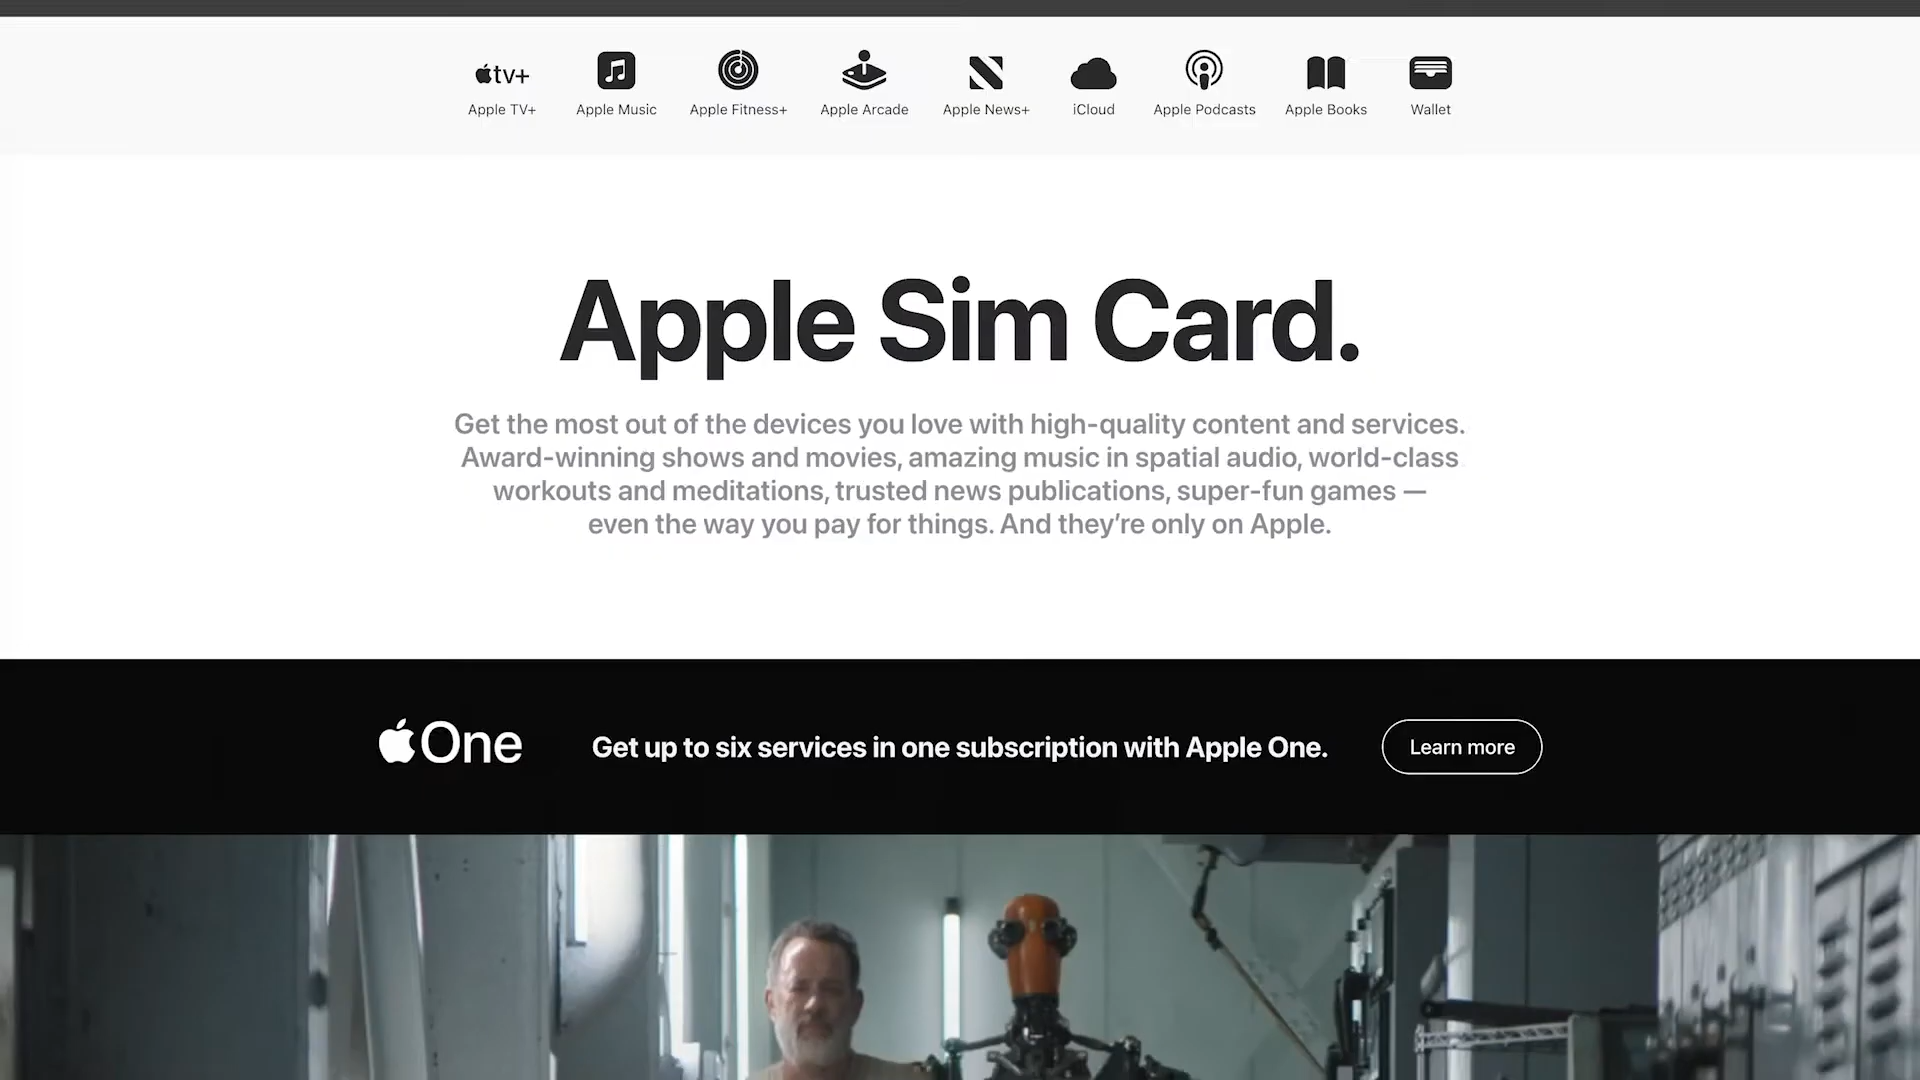 tv+
Apple TV+
Apple Music
Apple Fitness+
Apple Arcade
Apple News+
iCloud
Apple Podcasts
Apple Books
Wallet
Apple Sim Card.
Get the most out of the devices you love with high-quality content and services.
Award-winning shows and movies, amazing music in spatial audio, world-class
workouts and meditations, trusted news publications, super-fun games —
even the way you pay for things. And they’re only on Apple.
One
Get up to six services in one subscription with Apple One.
Learn more